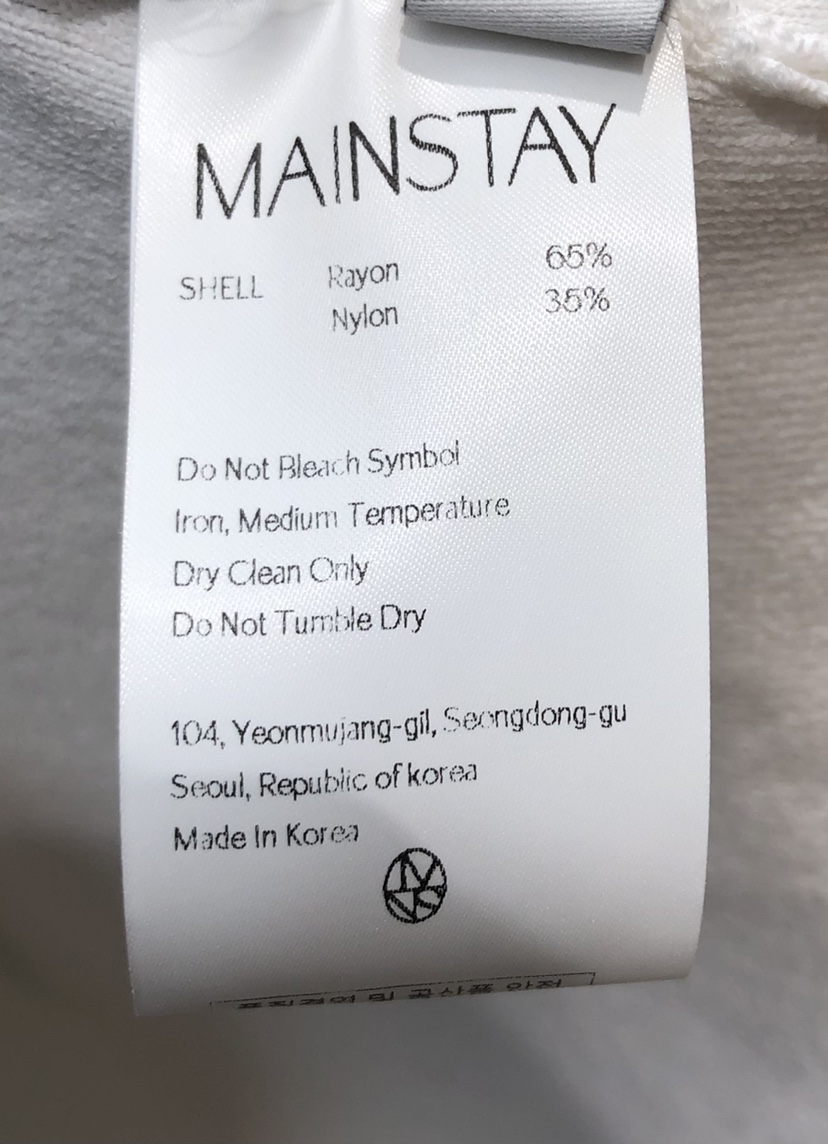 MAINSTAY
SHELL Rayon 65%
Nylon 35%
Do Not Bleach Symbol
Iron, Medium Temperature
Dry Clean Only
Do Not Tumble Dry
104, Yeonmujang-gil, Seongdong-gu
Seoul, Republic of korea
Made In Korea